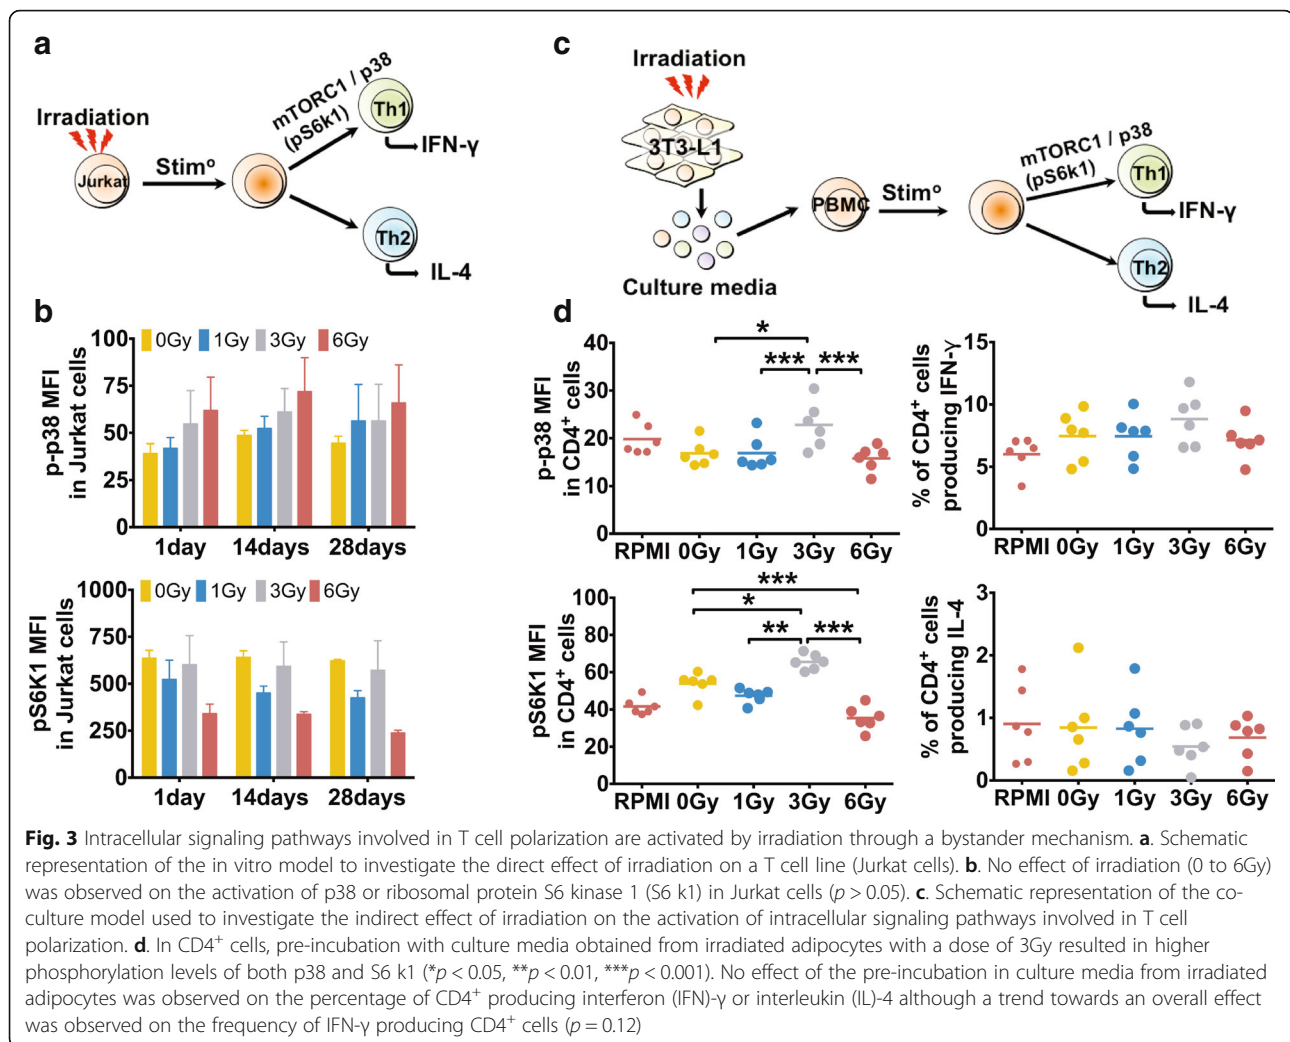 a
Irradiation
Jurkat
Stimº
mTORC1 / p38
(pS6k1)
Th1
IFN-γ
Th2
IL-4
c
Irradiation
3T3-L1
Culture media
PBMC
Stimº
mTORC1 / p38
(pS6k1)
Th1
IFN-γ
Th2
IL-4
b
0Gy 1Gy 3Gy 6Gy
p-p38 MFI
in Jurkat cells
100
75
50
25
0
1day 14days 28days
0Gy 1Gy 3Gy 6Gy
pS6K1 MFI
in Jurkat cells
1000
750
500
250
0
1day 14days 28days
d
p-p38 MFI
in CD4⁺ cells
40
30
20
10
0
*
*** ***
RPMI 0Gy 1Gy 3Gy 6Gy
% of CD4⁺ cells
producing IFN-γ
15
10
5
0
RPMI 0Gy 1Gy 3Gy 6Gy
pS6K1 MFI
in CD4⁺ cells
100
80
60
40
20
0
***
*
** ***
RPMI 0Gy 1Gy 3Gy 6Gy
% of CD4⁺ cells
producing IL-4
3
2
1
0
RPMI 0Gy 1Gy 3Gy 6Gy
Fig. 3 Intracellular signaling pathways involved in T cell polarization are activated by irradiation through a bystander mechanism. a. Schematic
representation of the in vitro model to investigate the direct effect of irradiation on a T cell line (Jurkat cells). b. No effect of irradiation (0 to 6Gy)
was observed on the activation of p38 or ribosomal protein S6 kinase 1 (S6 k1) in Jurkat cells (p > 0.05). c. Schematic representation of the co-
culture model used to investigate the indirect effect of irradiation on the activation of intracellular signaling pathways involved in T cell
polarization. d. In CD4⁺ cells, pre-incubation with culture media obtained from irradiated adipocytes with a dose of 3Gy resulted in higher
phosphorylation levels of both p38 and S6 k1 (*p < 0.05, **p < 0.01, ***p < 0.001). No effect of the pre-incubation in culture media from irradiated
adipocytes was observed on the percentage of CD4⁺ producing interferon (IFN)-γ or interleukin (IL)-4 although a trend towards an overall effect
was observed on the frequency of IFN-γ producing CD4⁺ cells (p = 0.12)